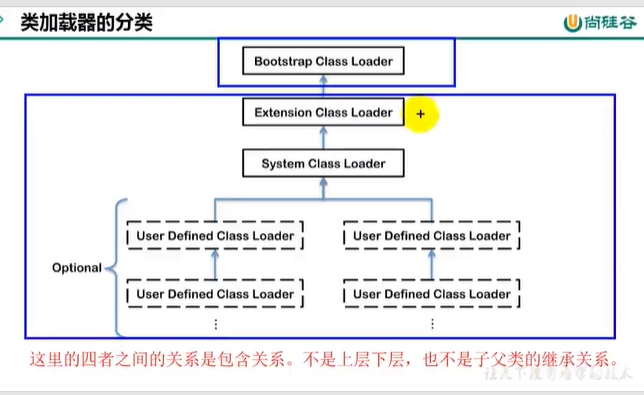 类加载器的分类
尚硅谷
Bootstrap Class Loader
Extension Class Loader
System Class Loader
User Defined Class Loader
User Defined Class Loader
Optional
User Defined Class Loader
User Defined Class Loader
这里的四者之间的关系是包含关系。不是上层下层，也不是子父类的继承关系。